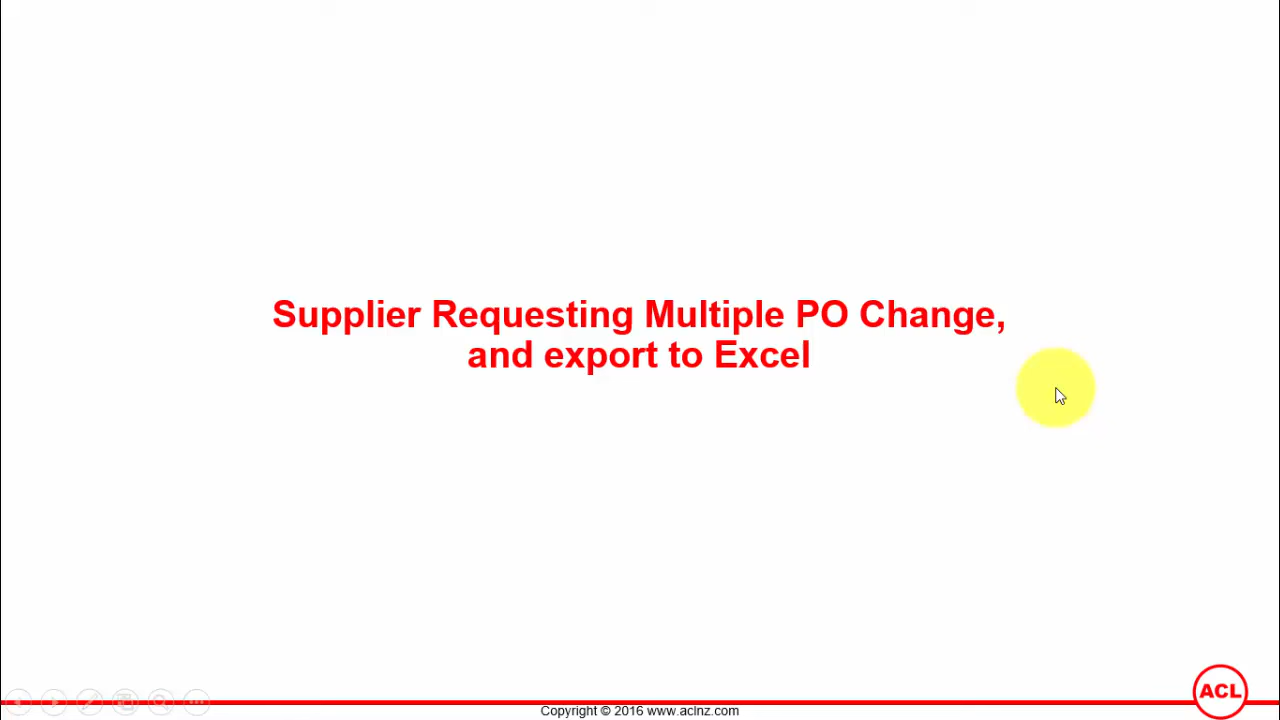 Supplier Requesting Multiple PO Change,
and export to Excel
ACL
Copyright © 2016 www.aclnz.com